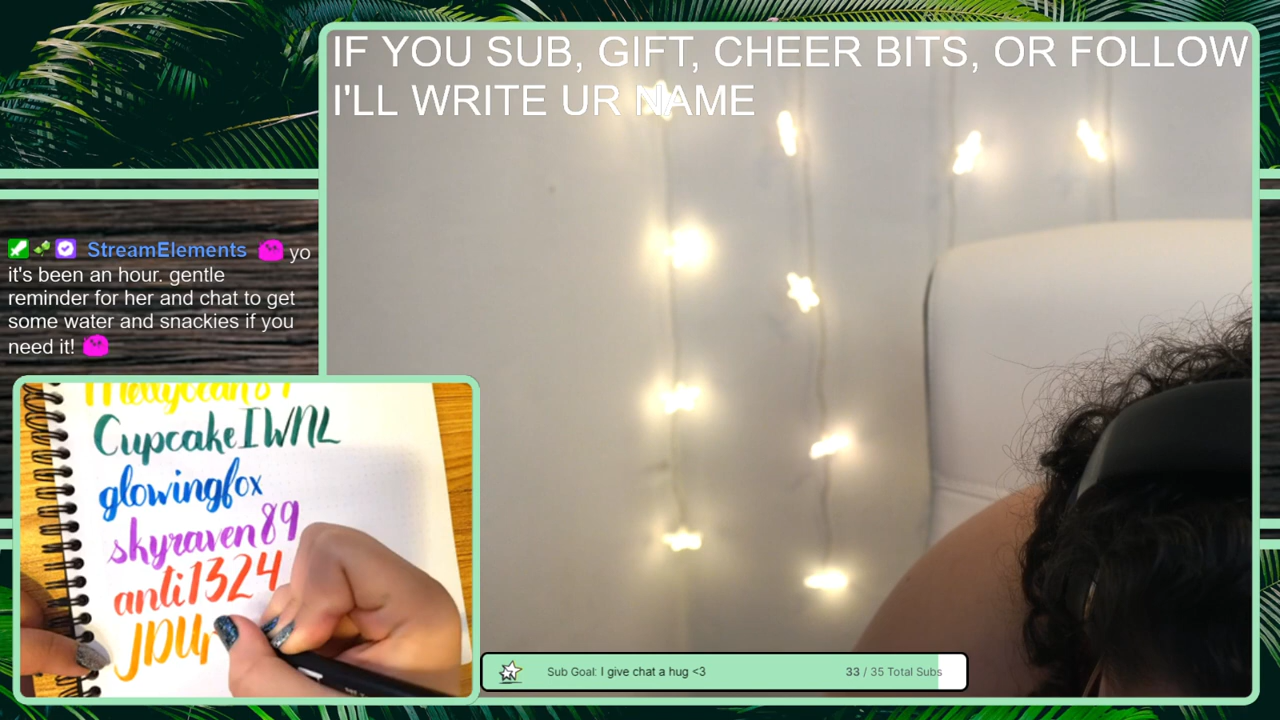 IF YOU SUB, GIFT, CHEER BITS, OR FOLLOW
I'LL WRITE UR NAME
StreamElements yo
it's been an hour. gentle
reminder for her and chat to get
some water and snackies if you
need it!
CupcakeIWNL
glowingfox
skyraven89
anti1324
Sub Goal: I give chat a hug <3 33 / 35 Total Subs